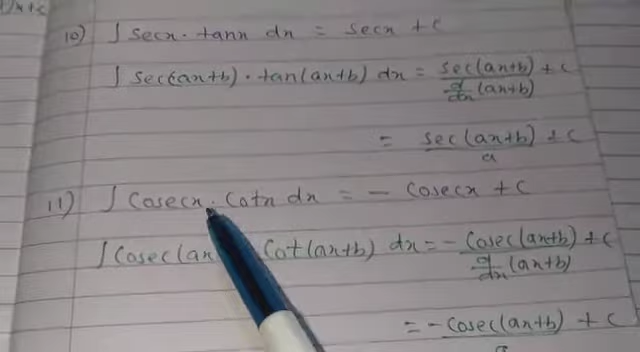 10) ∫ secx · tanx dx = secx + c
∫ sec(ax+b) · tan(ax+b) dx = sec(ax+b) / d/dx (ax+b) + c
= sec(ax+b) / a + c
11) ∫ cosecx · cotx dx = - cosecx + c
∫ cosec(ax cot(ax+b) dx = - cosec(ax+b) / d/dx (ax+b) + c
= - cosec(ax+b) / a + c